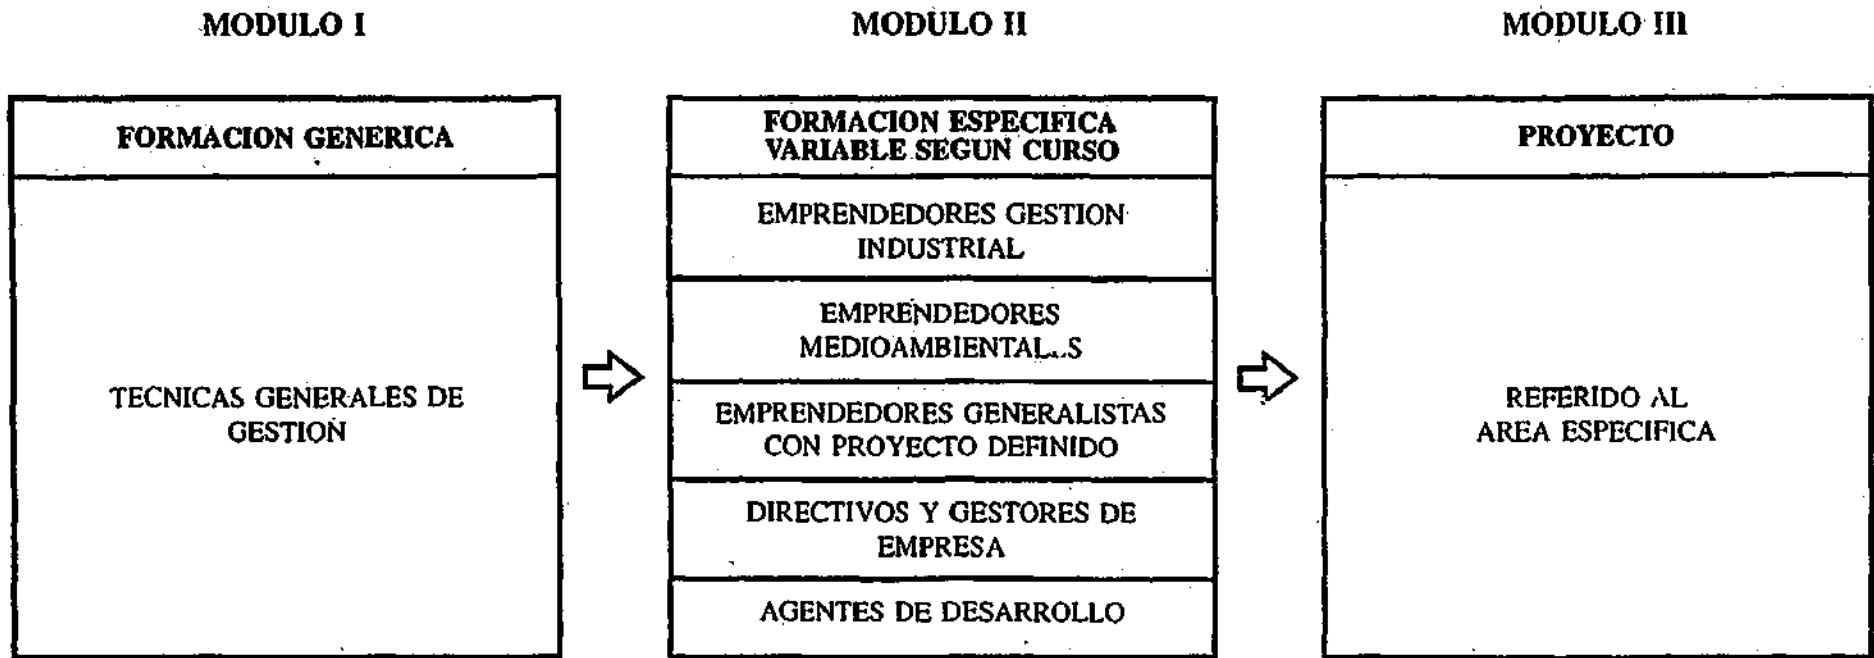 MODULO I
FORMACION GENERICA
TECNICAS GENERALES DE
GESTION
MODULO II
FORMACION ESPECIFICA
VARIABLE SEGUN CURSO
EMPRENDEDORES GESTION
INDUSTRIAL
EMPRENDEDORES
MEDIOAMBIENTAL..S
EMPRENDEDORES GENERALISTAS
CON PROYECTO DEFINIDO
DIRECTIVOS Y GESTORES DE
EMPRESA
AGENTES DE DESARROLLO
MODULO III
PROYECTO
REFERIDO AL
AREA ESPECIFICA